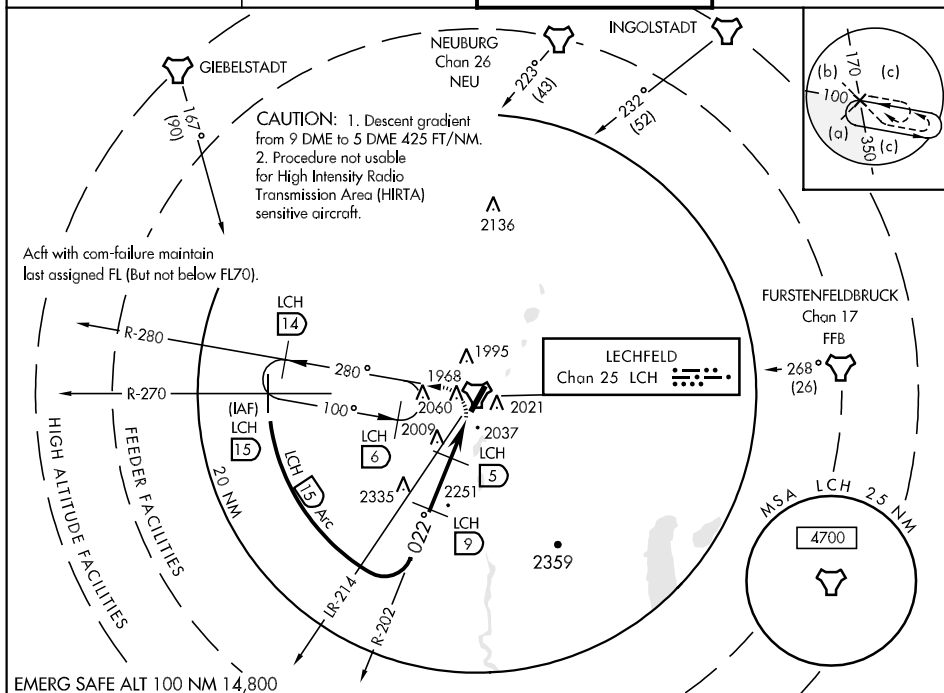 NEUBURG
Chan 26
NEU
INGOLSTADT
GIEBELSTADT
223°
(43)
232°
(52)
167°
(90)
170
(b)
(c)
100
(a)
(c)
350
CAUTION: 1. Descent gradient
from 9 DME to 5 DME 425 FT/NM.
2. Procedure not usable
for High Intensity Radio
Transmission Area (HIRTA)
sensitive aircraft.
2136
Acft with com-failure maintain
last assigned FL (But not below FL70).
FURSTENFELDBRUCK
Chan 17
FFB
268°
(26)
LCH
14
R-280
280°
1995
LECHFELD
Chan 25 LCH
1968
R-270
2060
2021
100°
(IAF)
LCH
15
2009
2037
LCH
6
LCH
5
LCH 15 Arc
2335
2251
022°
LCH
9
20 NM
2359
HIGH ALTITUDE FACILITIES
FEEDER FACILITIES
MSA LCH 25 NM
4700
LR-214
R-202
EMERG SAFE ALT 100 NM 14,800